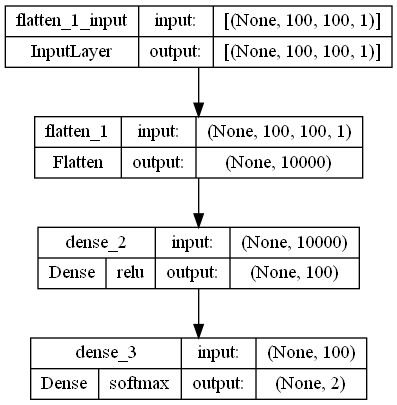 flatten_1_input input: [(None, 100, 100, 1)]
InputLayer output: [(None, 100, 100, 1)]
flatten_1 input: (None, 100, 100, 1)
Flatten output: (None, 10000)
dense_2 input: (None, 10000)
Dense relu output: (None, 100)
dense_3 input: (None, 100)
Dense softmax output: (None, 2)